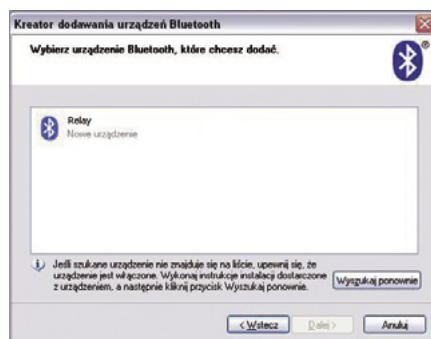 Kreator dodawania urządzeń Bluetooth
Wybierz urządzenie Bluetooth, które chcesz dodać.
Relay
Nowe urządzenie
Jeśli szukane urządzenie nie znajduje się na liście, upewnij się, że
urządzenie jest włączone. Wykonaj instrukcje instalacji dostarczone
z urządzeniem, a następnie kliknij przycisk Wyszukaj ponownie.
Wyszukaj ponownie
< Wstecz
Dalej >
Anuluj